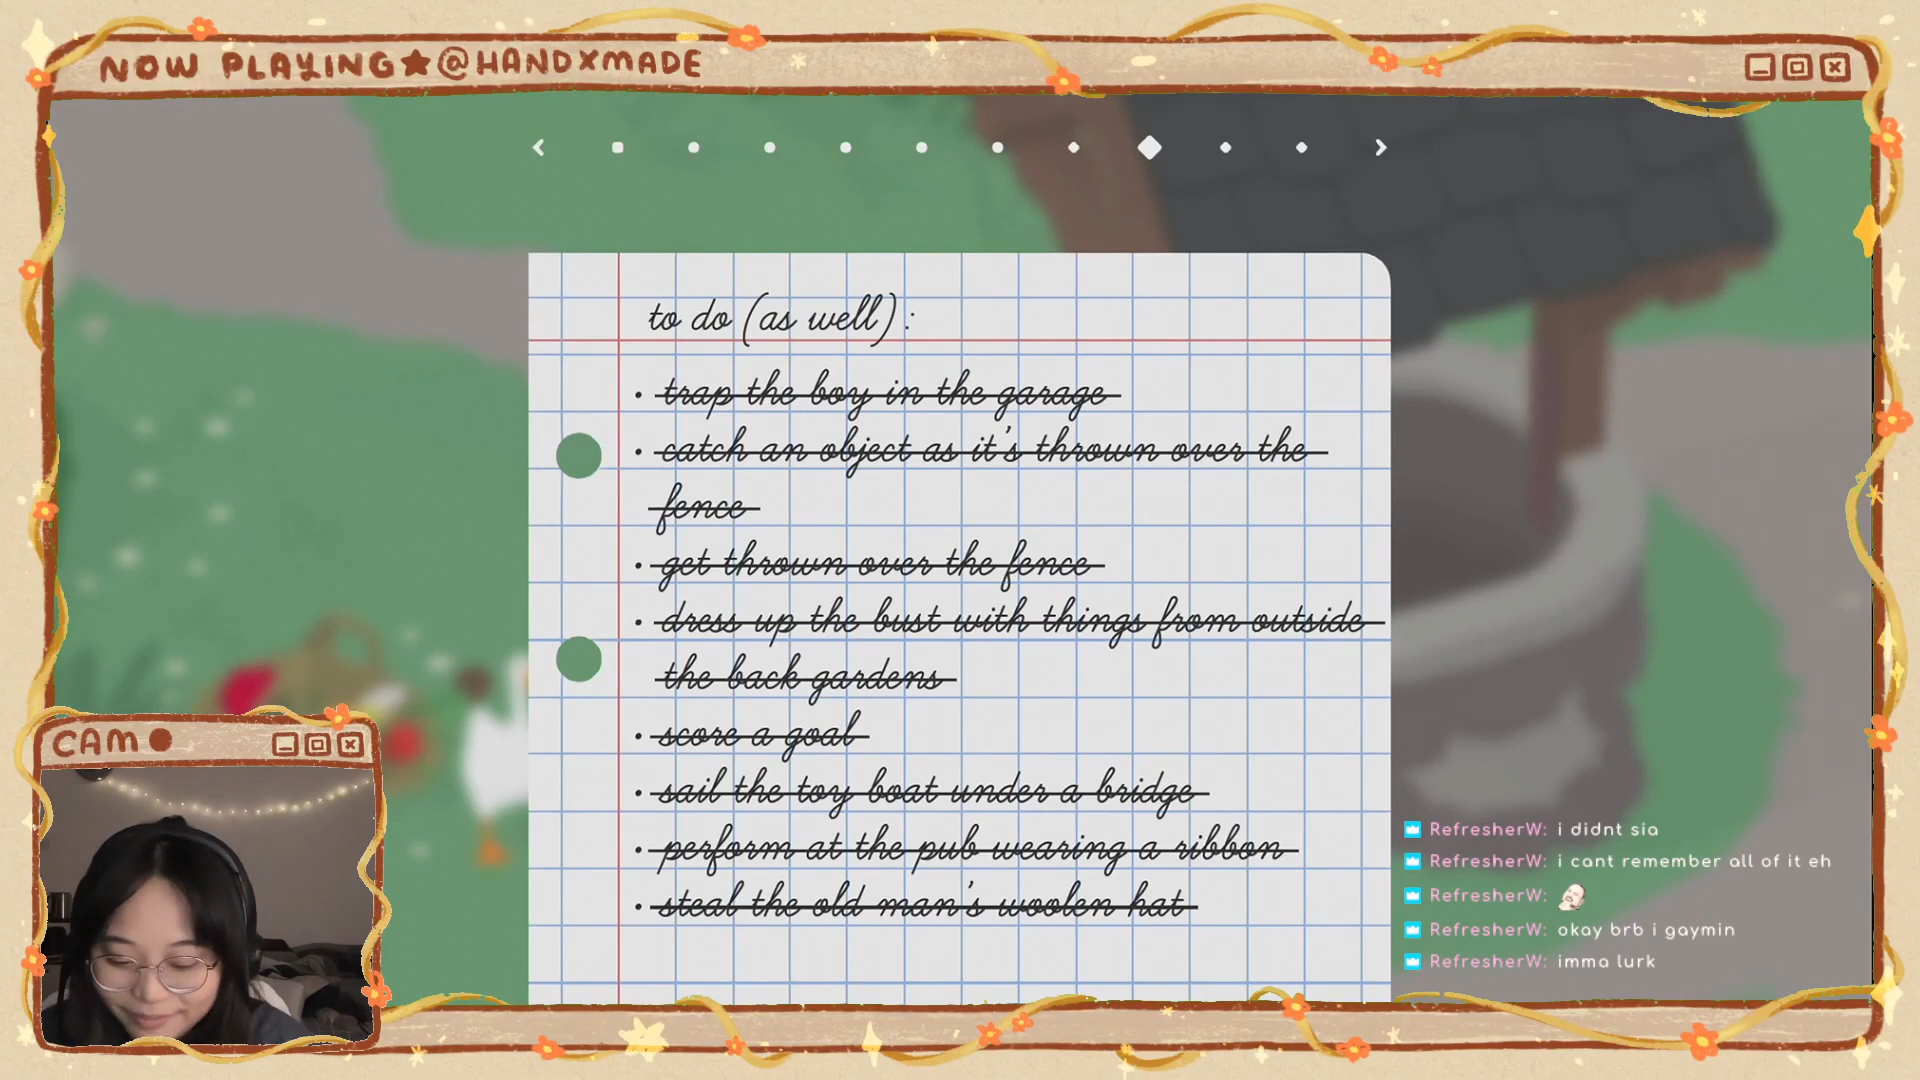 NOW PLAYING★@HANDXMADE
to do (as well) :
• trap the boy in the garage
• catch an object as it's thrown over the
fence
• get thrown over the fence
• dress up the bust with things from outside
the back gardens
• score a goal
• sail the toy boat under a bridge
• perform at the pub wearing a ribbon
• steal the old man's woolen hat
CAM
RefresherW: i didnt sia
RefresherW: i cant remember all of it eh
RefresherW:
RefresherW: okay brb i gaymin
RefresherW: imma lurk